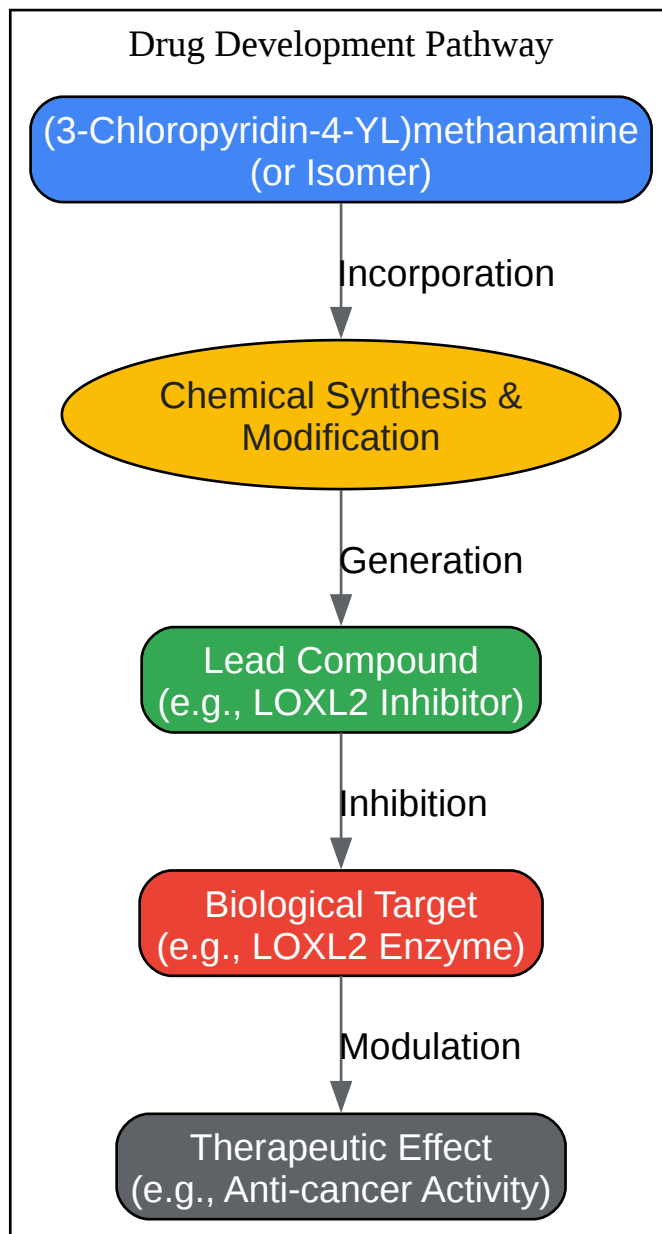 Drug Development Pathway
(3-Chloropyridin-4-YL)methanamine
(or Isomer)
Incorporation
Chemical Synthesis &
Modification
Generation
Lead Compound
(e.g., LOXL2 Inhibitor)
Inhibition
Biological Target
(e.g., LOXL2 Enzyme)
Modulation
Therapeutic Effect
(e.g., Anti-cancer Activity)